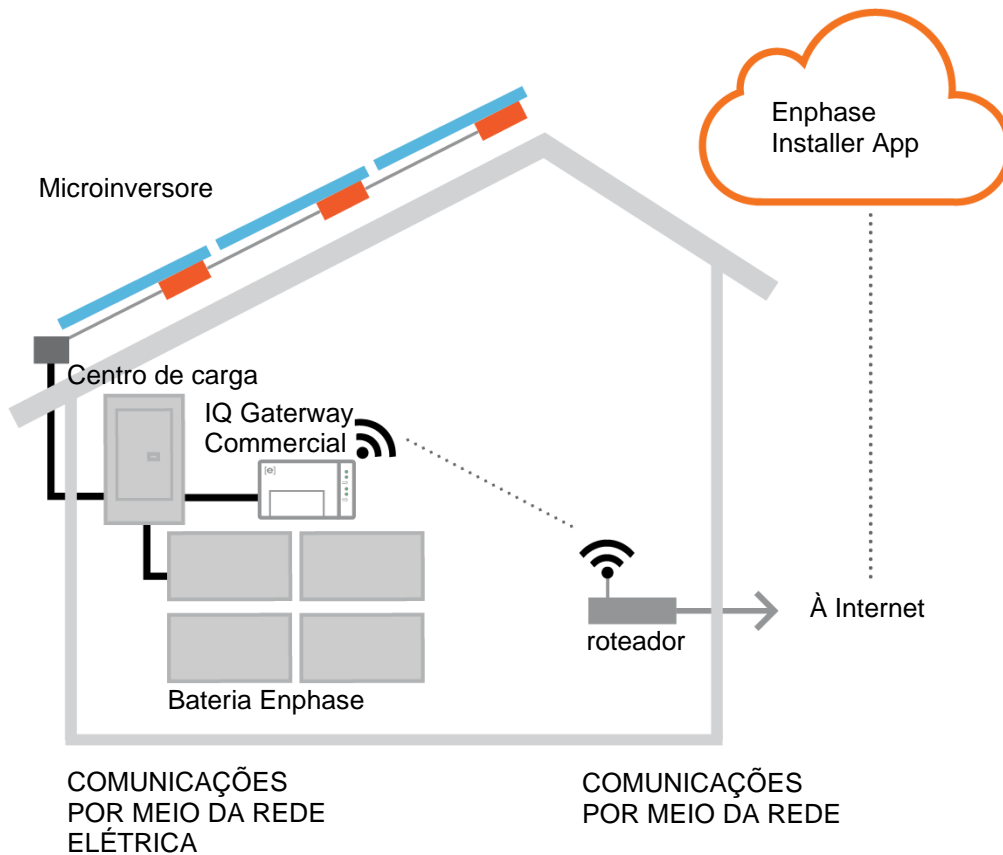 Enphase
Installer App
Microinversore
Centro de carga
IQ Gaterway
Commercial
[e]
À Internet
roteador
Bateria Enphase
COMUNICAÇÕES
POR MEIO DA REDE
ELÉTRICA
COMUNICAÇÕES
POR MEIO DA REDE